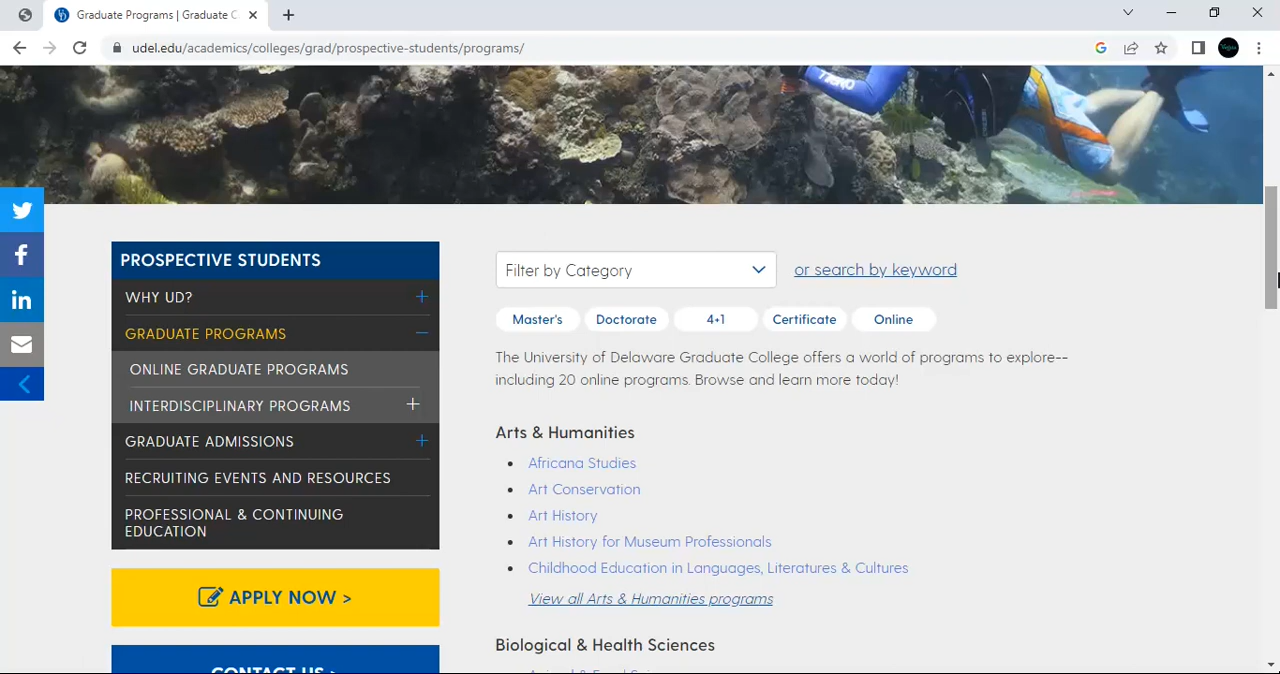 Graduate Programs | Graduate C
udel.edu/academics/colleges/grad/prospective-students/programs/
PROSPECTIVE STUDENTS
WHY UD?
GRADUATE PROGRAMS
ONLINE GRADUATE PROGRAMS
INTERDISCIPLINARY PROGRAMS
GRADUATE ADMISSIONS
RECRUITING EVENTS AND RESOURCES
PROFESSIONAL & CONTINUING
EDUCATION
APPLY NOW >
CONTACT US >
Filter by Category
or search by keyword
Master's Doctorate 4+1 Certificate Online
The University of Delaware Graduate College offers a world of programs to explore--
including 20 online programs. Browse and learn more today!
Arts & Humanities
Africana Studies
Art Conservation
Art History
Art History for Museum Professionals
Childhood Education in Languages, Literatures & Cultures
View all Arts & Humanities programs
Biological & Health Sciences